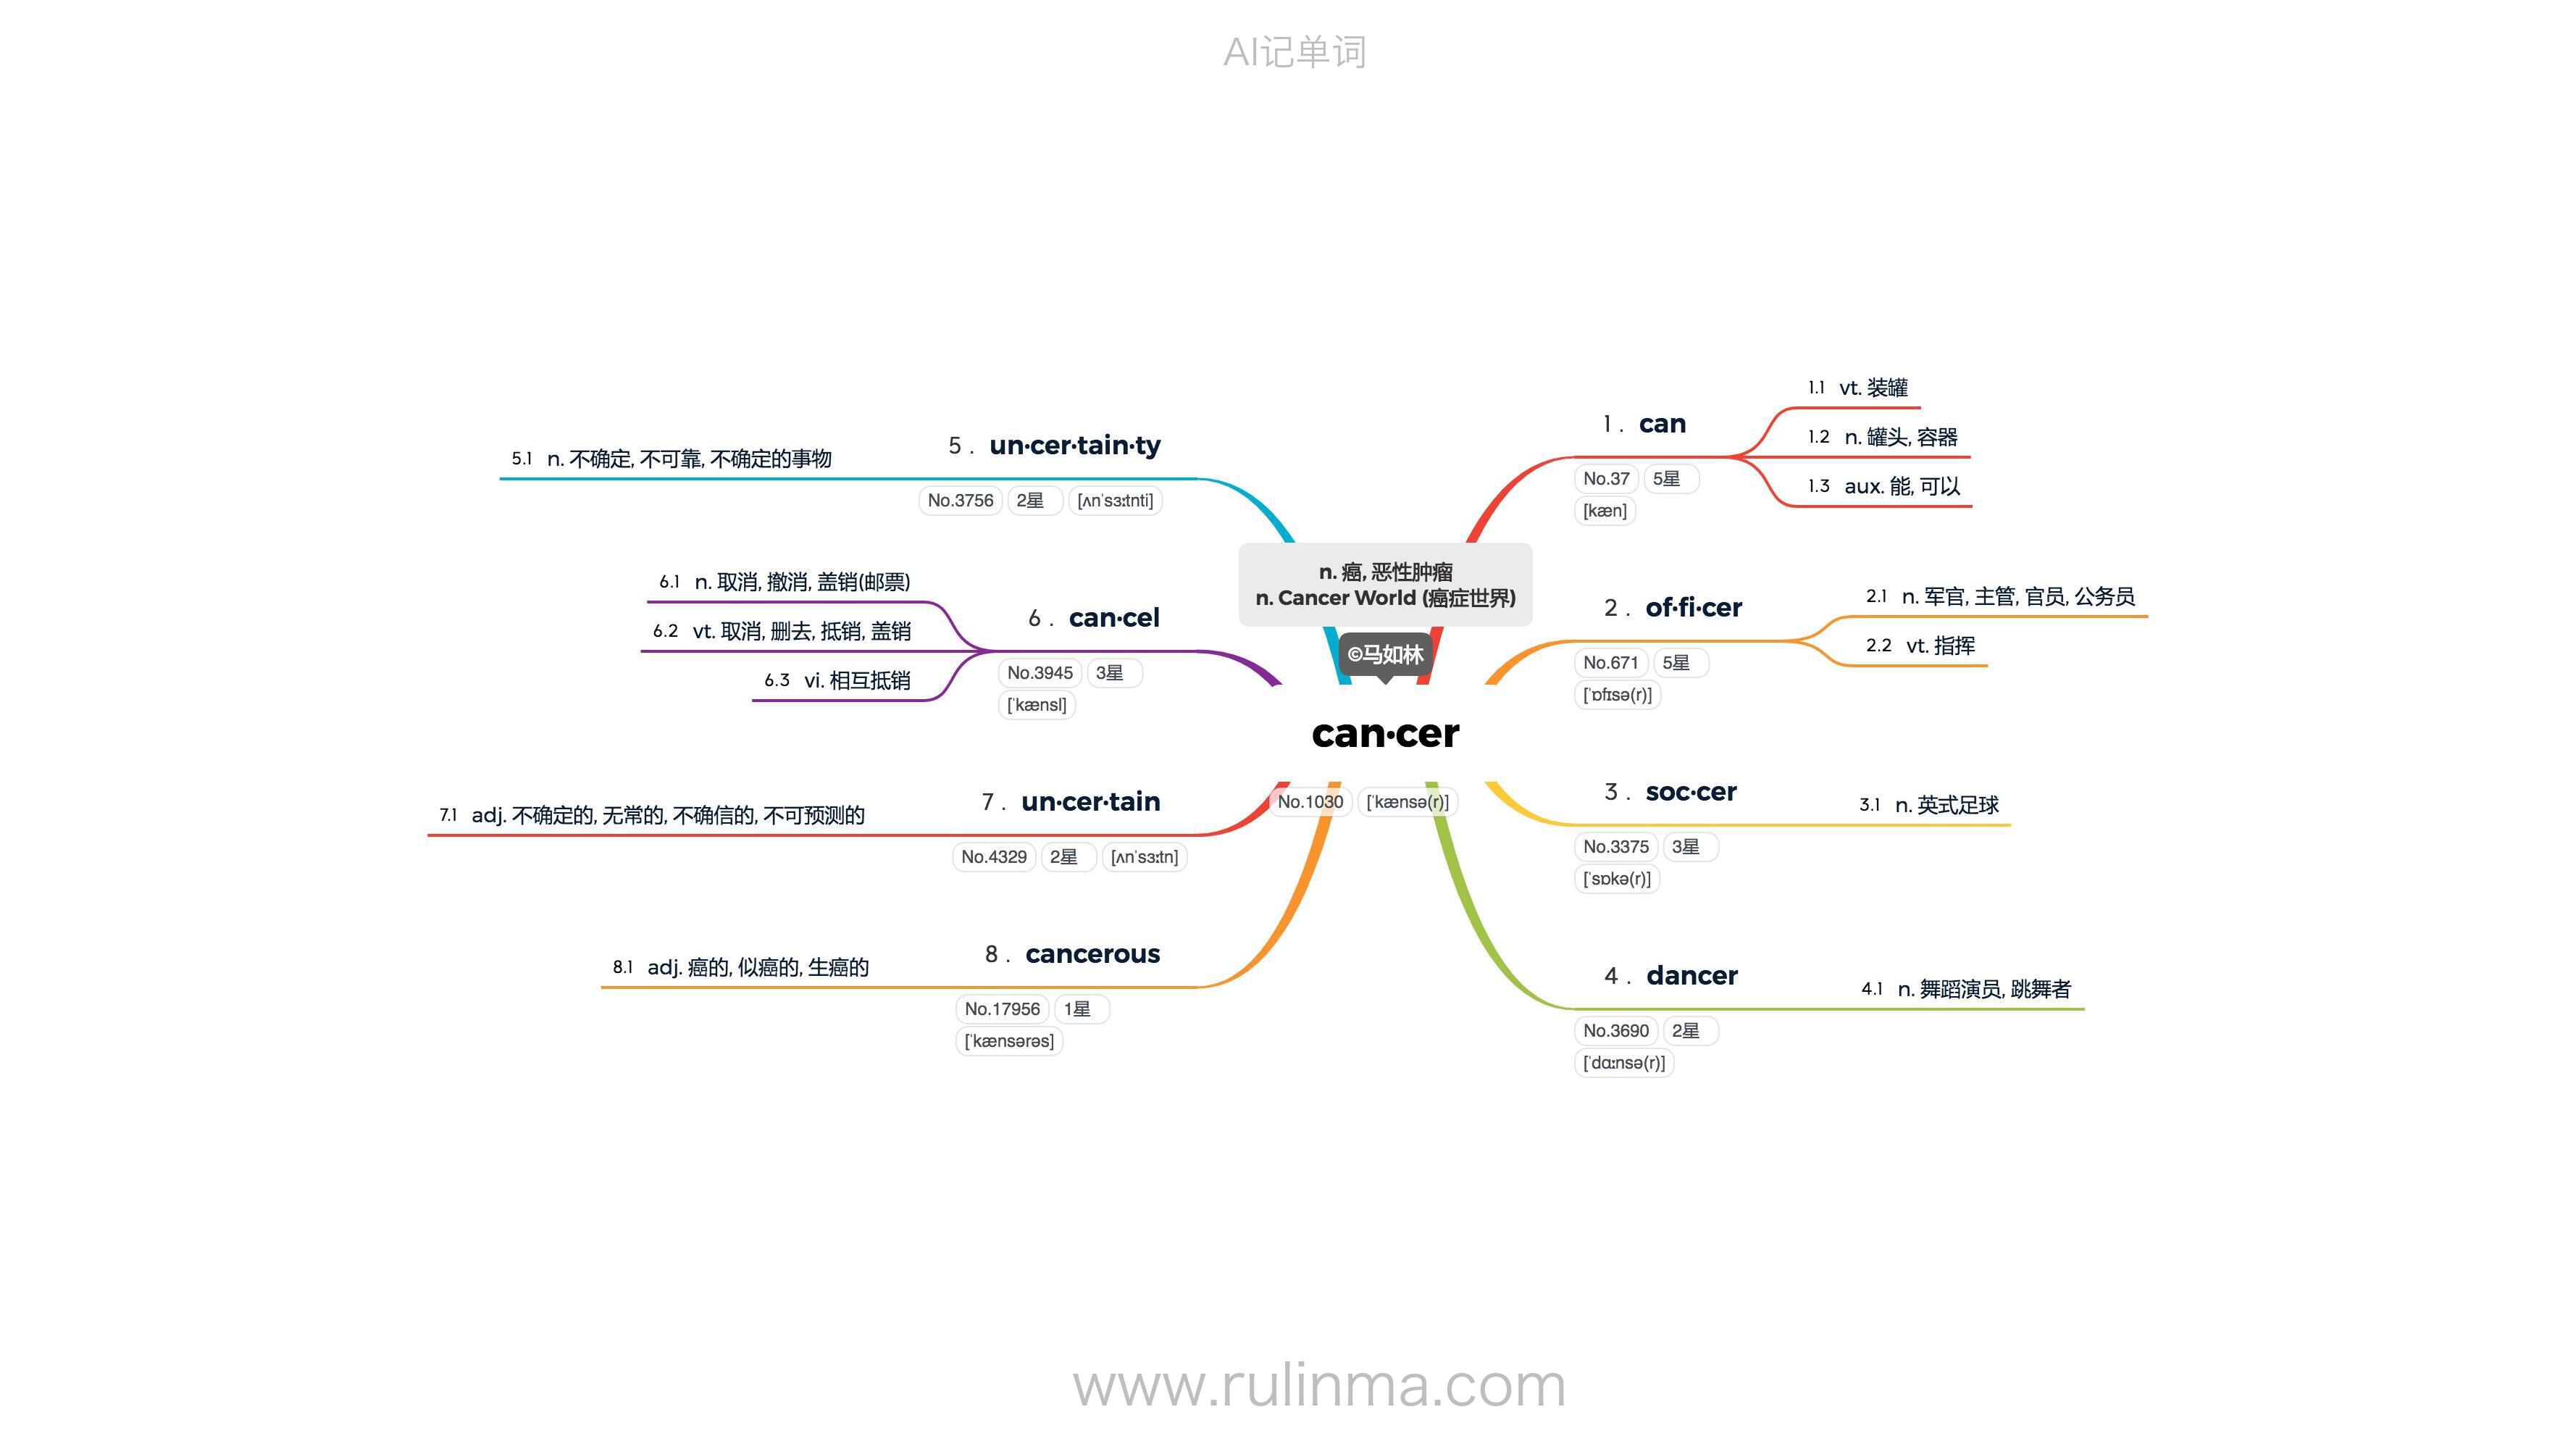 AI记单词
n. 癌, 恶性肿瘤
n. Cancer World (癌症世界)
©马如林
can·cer
No.1030 [ˈkænsə(r)]
1 . can
No.37 5星
[kæn]
1.1 vt. 装罐
1.2 n. 罐头, 容器
1.3 aux. 能, 可以
2 . of·fi·cer
No.671 5星
[ˈɒfɪsə(r)]
2.1 n. 军官, 主管, 官员, 公务员
2.2 vt. 指挥
3 . soc·cer
No.3375 3星
[ˈsɒkə(r)]
3.1 n. 英式足球
4 . dancer
No.3690 2星
[ˈdɑːnsə(r)]
4.1 n. 舞蹈演员, 跳舞者
5 . un·cer·tain·ty
No.3756 2星 [ʌnˈsɜːtnti]
5.1 n. 不确定, 不可靠, 不确定的事物
6 . can·cel
No.3945 3星
[ˈkænsl]
6.1 n. 取消, 撤消, 盖销(邮票)
6.2 vt. 取消, 删去, 抵销, 盖销
6.3 vi. 相互抵销
7 . un·cer·tain
No.4329 2星 [ʌnˈsɜːtn]
7.1 adj. 不确定的, 无常的, 不确信的, 不可预测的
8 . cancerous
No.17956 1星
[ˈkænsərəs]
8.1 adj. 癌的, 似癌的, 生癌的
www.rulinma.com